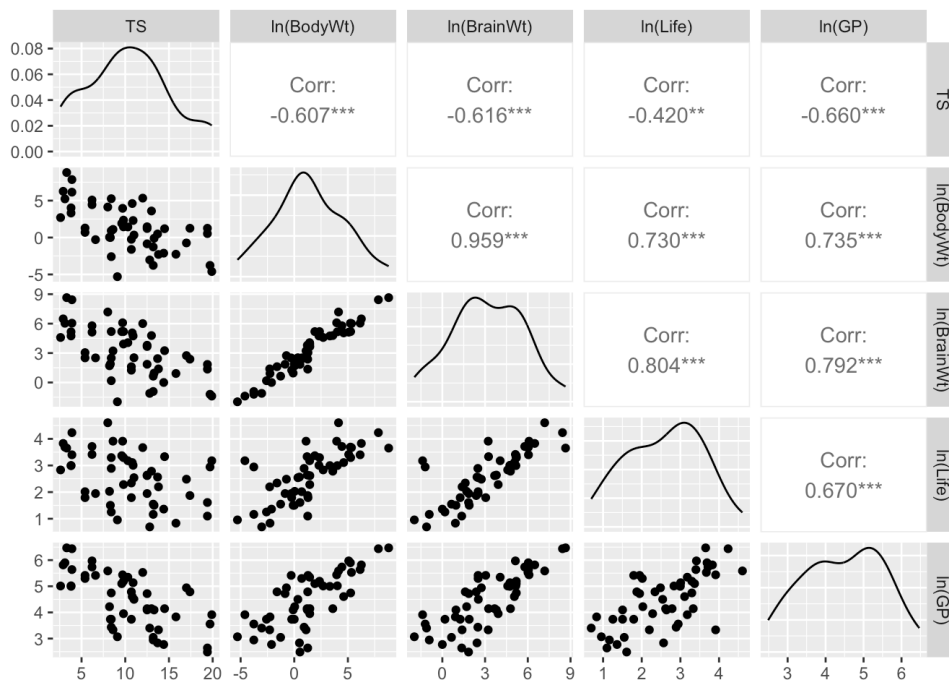 TS ln(BodyWt) ln(BrainWt) ln(Life) ln(GP)
0.08
0.06
0.04
0.02
0.00
Corr:
-0.607***
Corr:
-0.616***
Corr:
-0.420**
Corr:
-0.660***
TS
5
0
-5
Corr:
0.959***
Corr:
0.730***
Corr:
0.735***
ln(BodyWt)
9
6
3
0
Corr:
0.804***
Corr:
0.792***
ln(BrainWt)
4
3
2
1
Corr:
0.670***
ln(Life)
6
5
4
3
ln(GP)
5 10 15 20 -5 0 5 0 3 6 9 1 2 3 4 3 4 5 6